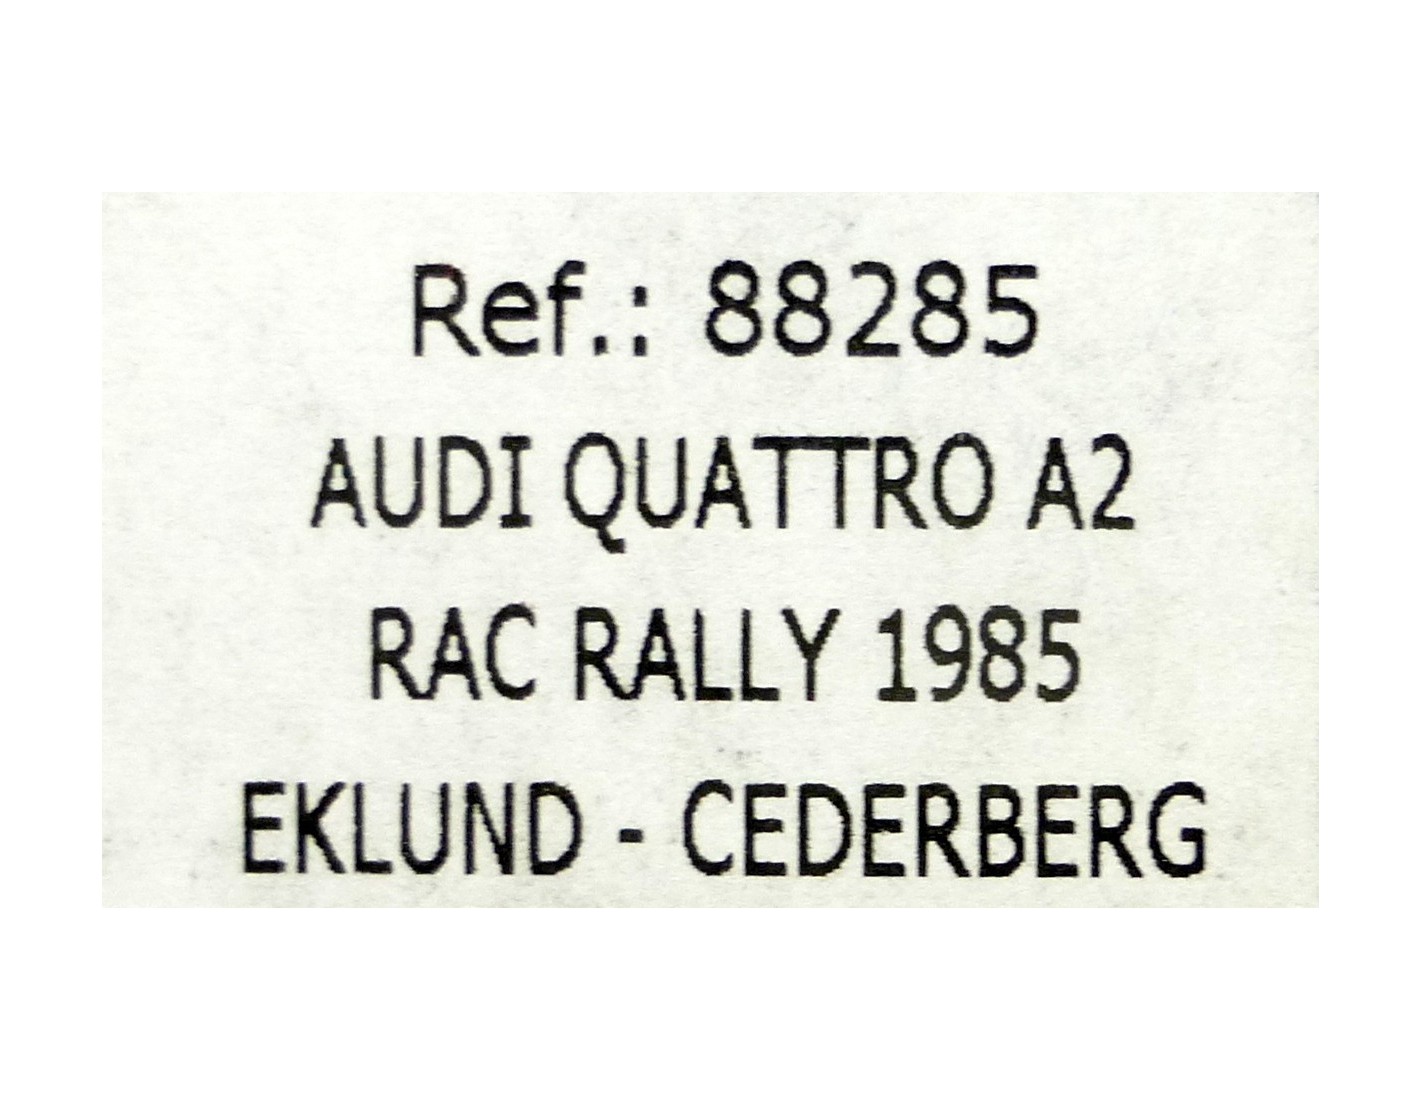 Ref.: 88285
AUDI QUATTRO A2
RAC RALLY 1985
EKLUND - CEDERBERG